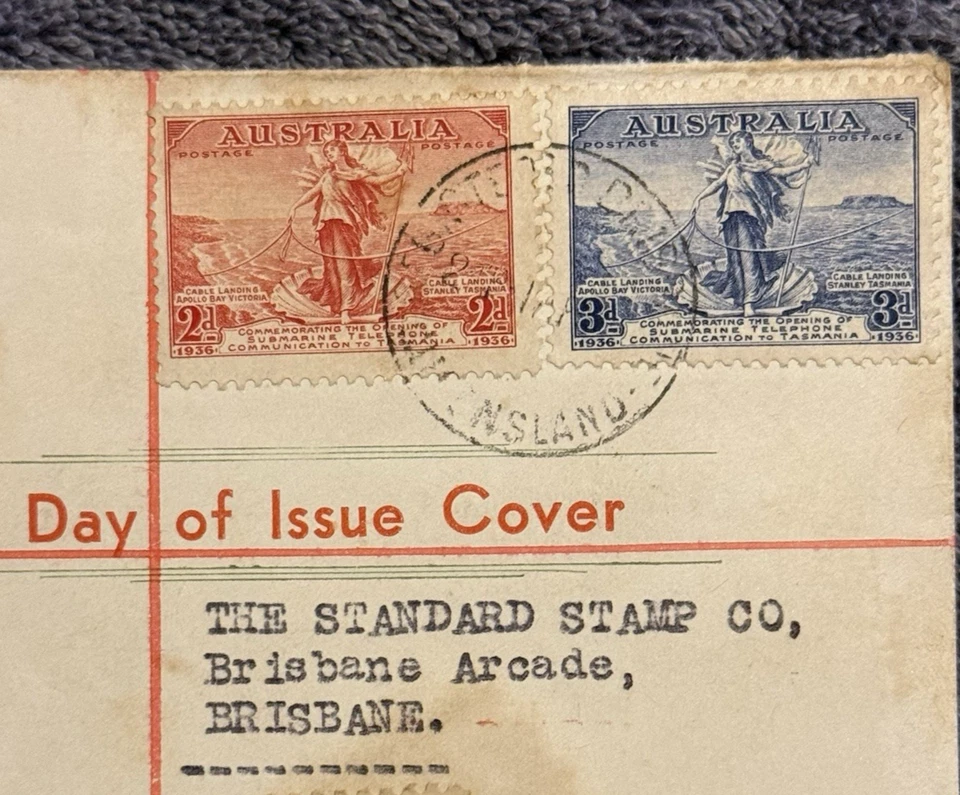 AUSTRALIA
POSTAGE POSTAGE
CABLE LANDING
APOLLO BAY VICTORIA
CABLE LANDING
STANLEY TASMANIA
2d 2d
COMMEMORATING THE OPENING OF
SUBMARINE TELEPHONE
COMMUNICATION TO TASMANIA
·1936· ·1936·
AUSTRALIA
POSTAGE POSTAGE
CABLE LANDING
APOLLO BAY VICTORIA
CABLE LANDING
STANLEY TASMANIA
3d 3d
COMMEMORATING THE OPENING OF
SUBMARINE TELEPHONE
COMMUNICATION TO TASMANIA
·1936· ·1936·
Day of Issue Cover
THE STANDARD STAMP CO,
Brisbane Arcade,
BRISBANE.